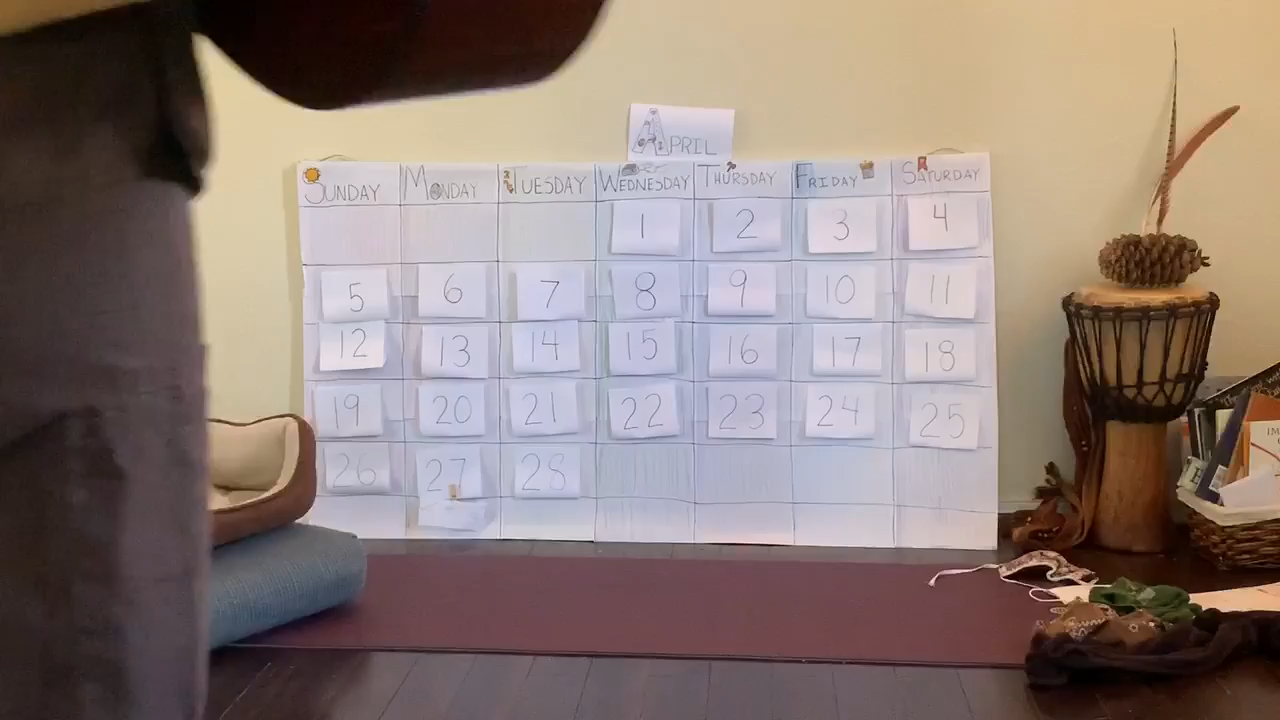 APRIL
SUNDAY MONDAY TUESDAY WEDNESDAY THURSDAY FRIDAY SATURDAY
1 2 3 4
5 6 7 8 9 10 11
12 13 14 15 16 17 18
19 20 21 22 23 24 25
26 27 28
IM